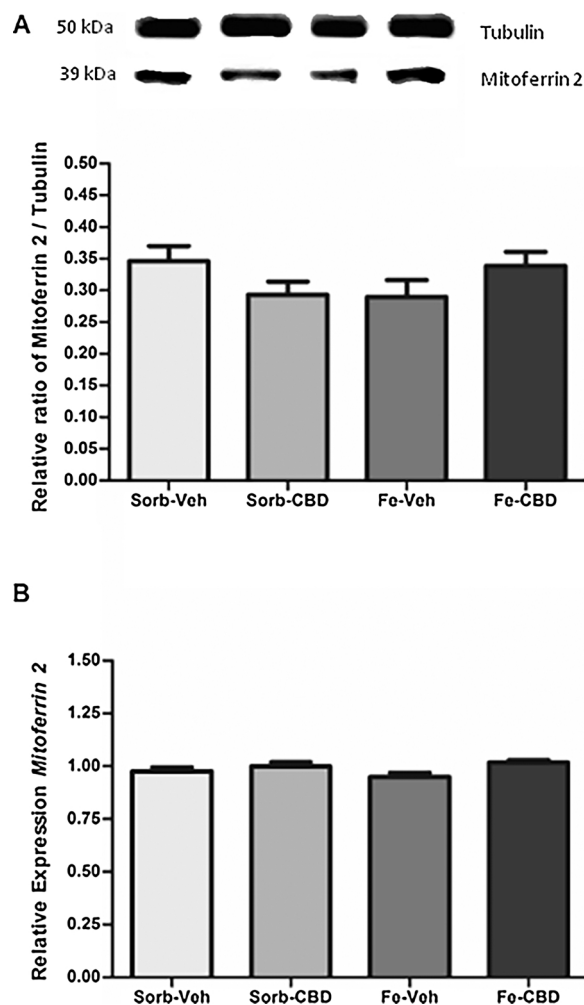 A
50 kDa
Tubulin
39 kDa
Mitoferrin 2
Relative ratio of Mitoferrin 2 / Tubulin
0.50
0.45
0.40
0.35
0.30
0.25
0.20
0.15
0.10
0.05
0.00
Sorb-Veh Sorb-CBD Fe-Veh Fe-CBD
B
Relative Expression Mitoferrin 2
1.50
1.25
1.00
0.75
0.50
0.25
0.00
Sorb-Veh Sorb-CBD Fe-Veh Fe-CBD